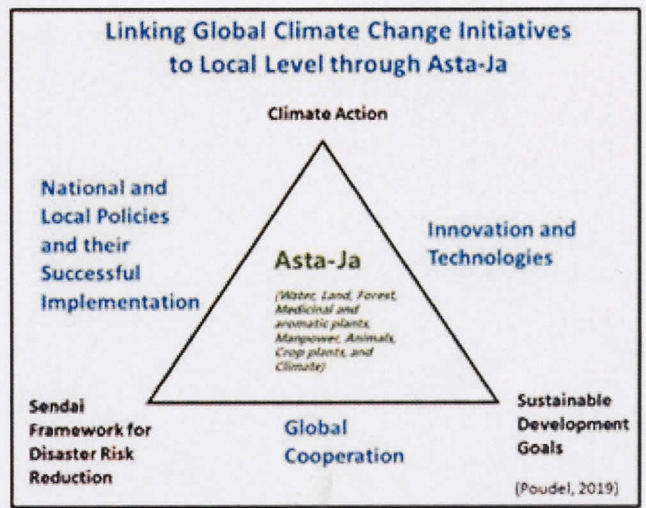 Linking Global Climate Change Initiatives
to Local Level through Asta-Ja
Climate Action
National and
Local Policies
and their
Successful
Implementation
Innovation and
Technologies
Asta-Ja
(Water, Land, Forest,
Medicinal and
aromatic plants,
Manpower, Animals,
Crop plants, and
Climate)
Sendai
Framework for
Disaster Risk
Reduction
Global
Cooperation
Sustainable
Development
Goals
(Poudel, 2019)